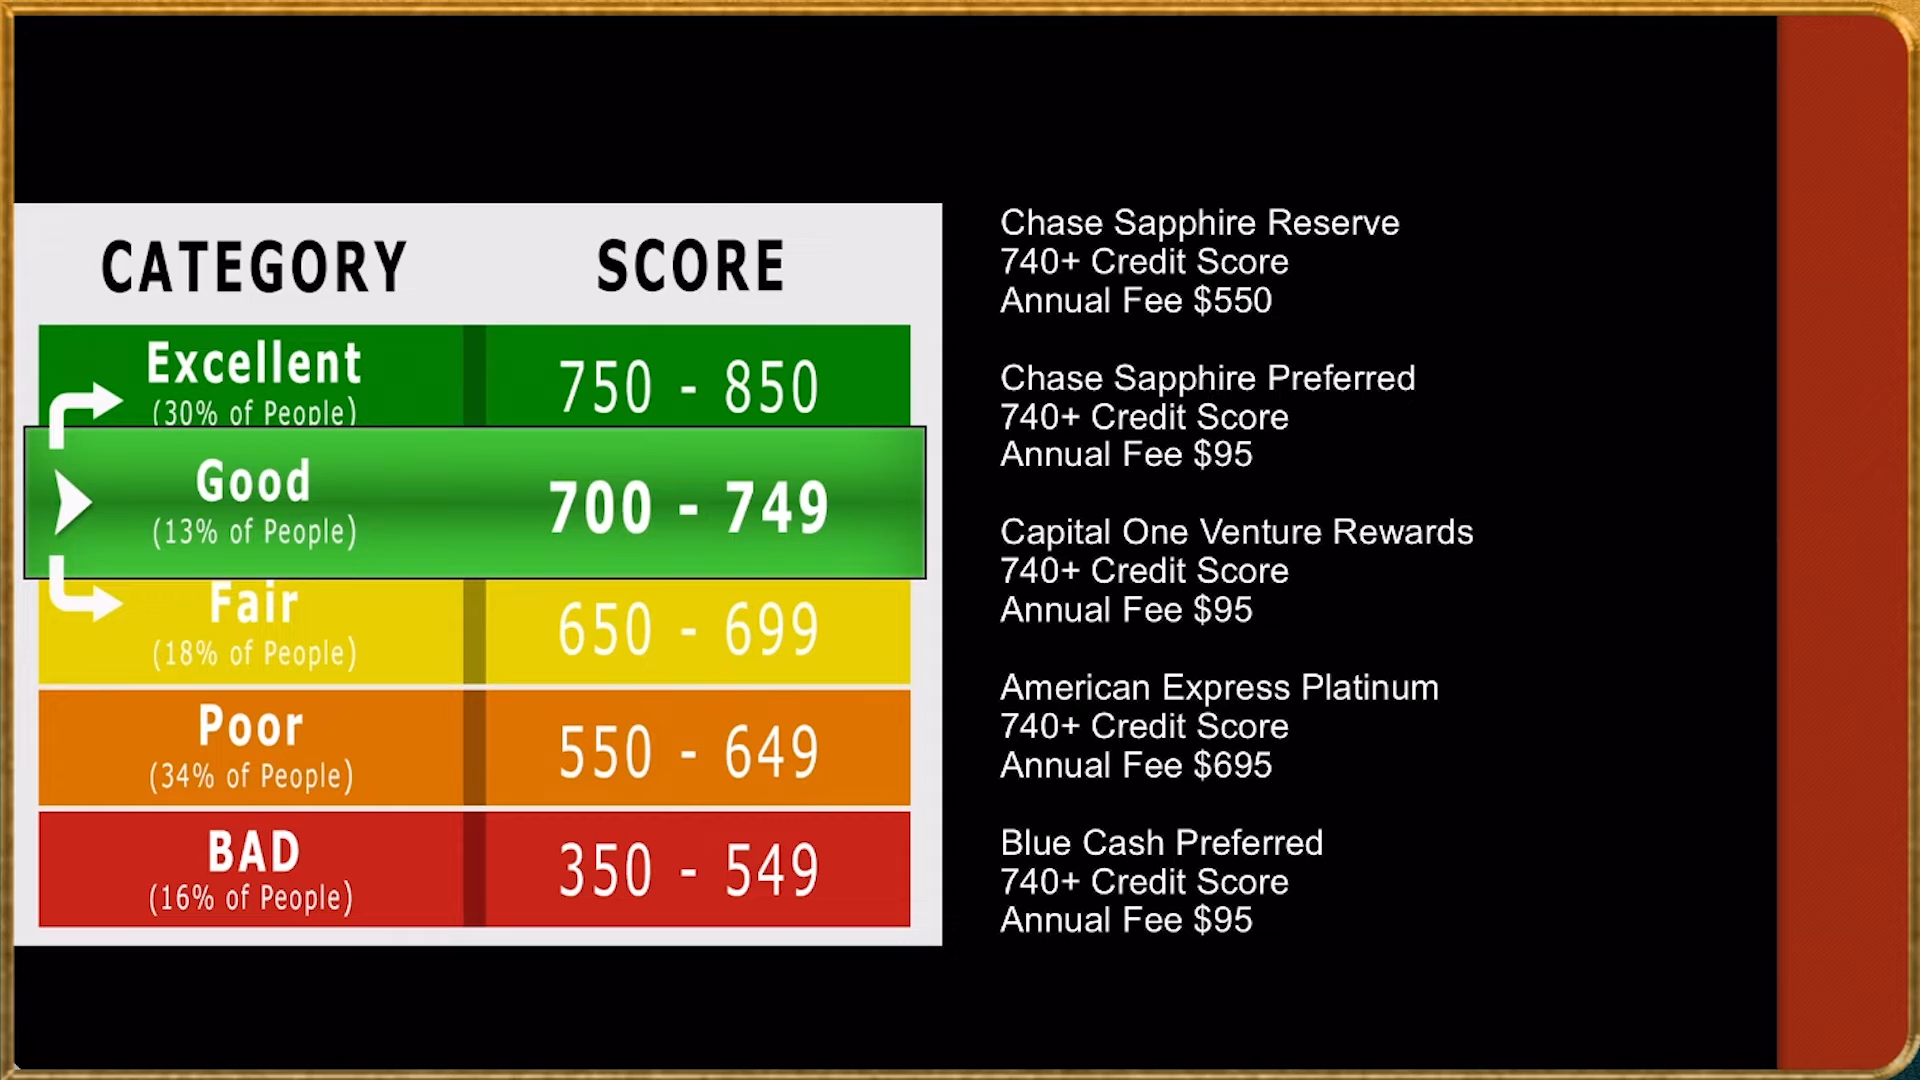 CATEGORY SCORE
Excellent
(30% of People)
750 - 850
Good
(13% of People)
700 - 749
Fair
(18% of People)
650 - 699
Poor
(34% of People)
550 - 649
BAD
(16% of People)
350 - 549
Chase Sapphire Reserve
740+ Credit Score
Annual Fee $550
Chase Sapphire Preferred
740+ Credit Score
Annual Fee $95
Capital One Venture Rewards
740+ Credit Score
Annual Fee $95
American Express Platinum
740+ Credit Score
Annual Fee $695
Blue Cash Preferred
740+ Credit Score
Annual Fee $95